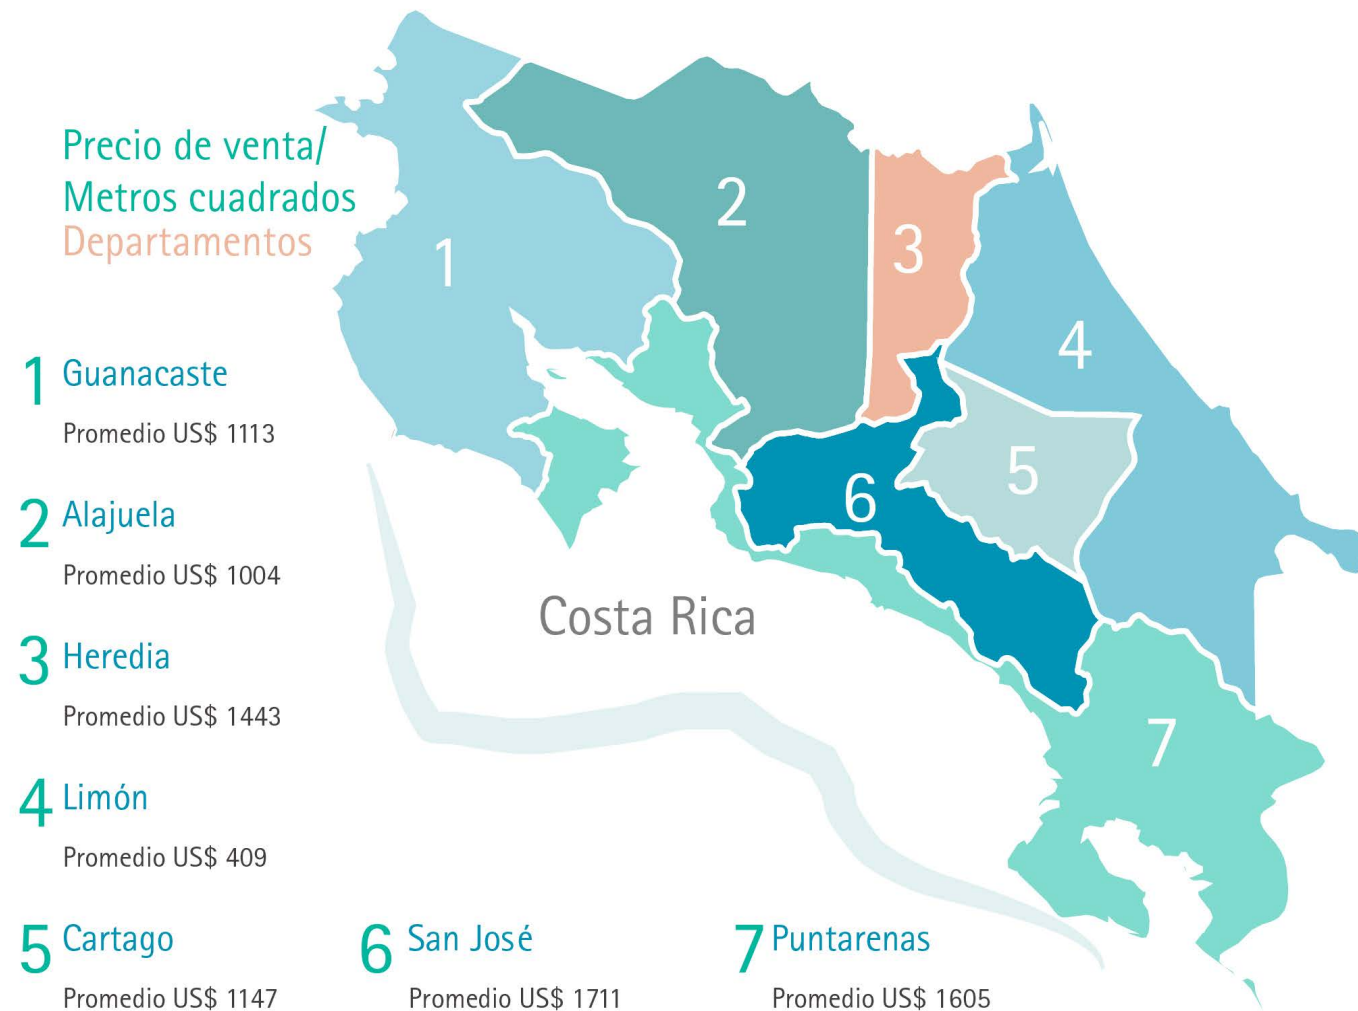 Precio de venta/
Metros cuadrados
Departamentos
1 Guanacaste
Promedio US$ 1113
2 Alajuela
Promedio US$ 1004
3 Heredia
Promedio US$ 1443
4 Limón
Promedio US$ 409
5 Cartago
Promedio US$ 1147
6 San José
Promedio US$ 1711
7 Puntarenas
Promedio US$ 1605
1
2
3
4
5
6
7
Costa Rica